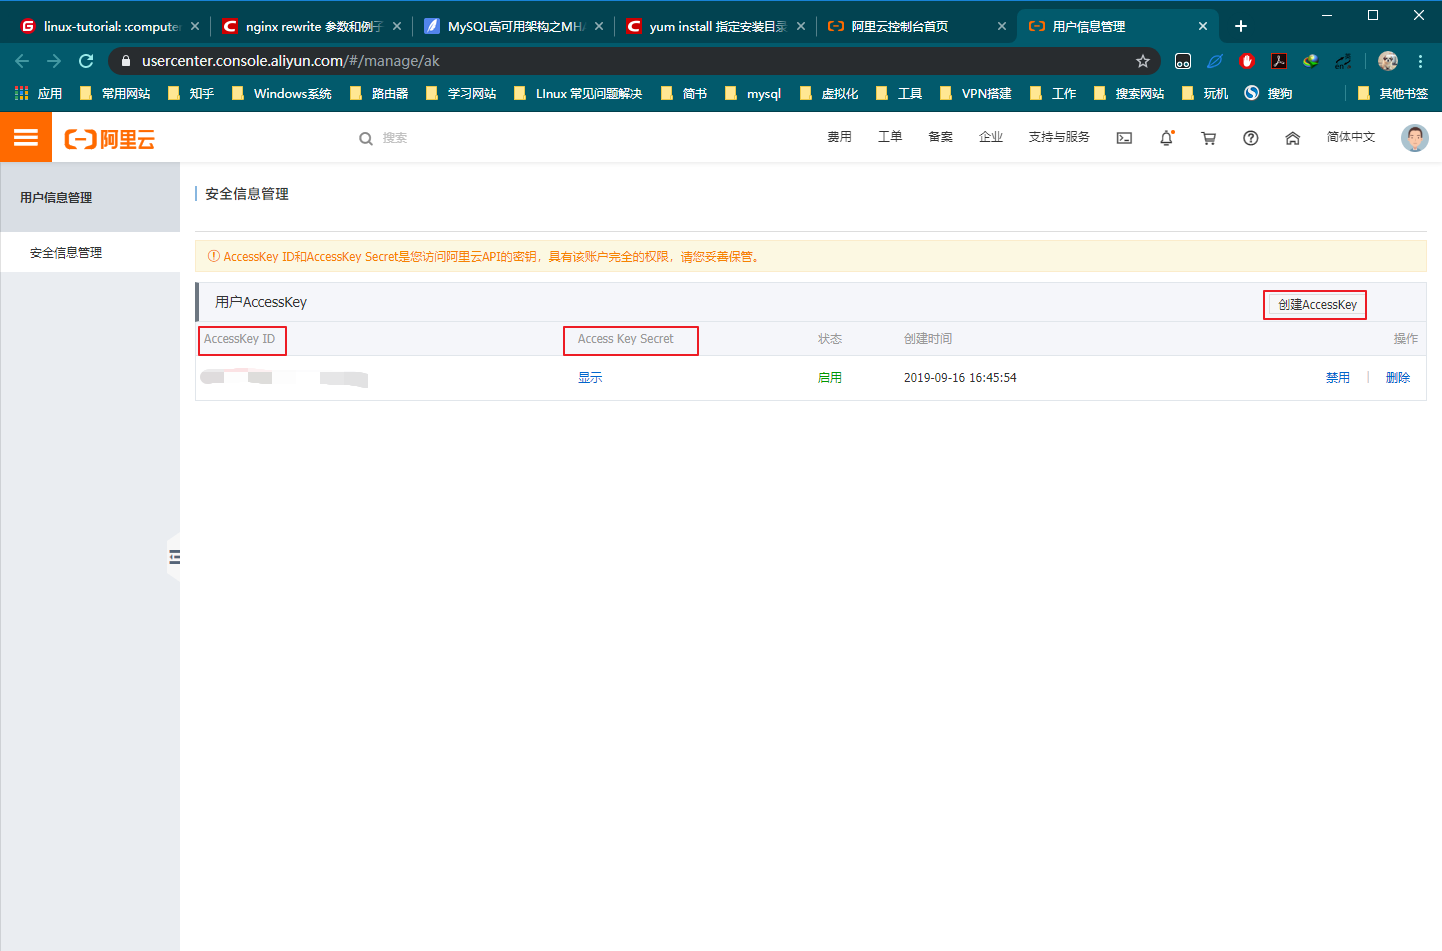 linux-tutorial: :computer
nginx rewrite 参数和例子
MySQL高可用架构之MHA
yum install 指定安装目录
阿里云控制台首页
用户信息管理
usercenter.console.aliyun.com/#/manage/ak
应用 常用网站 知乎 Windows系统 路由器 学习网站 LInux 常见问题解决 简书 mysql 虚拟化 工具 VPN搭建 工作 搜索网站 玩机 搜狗 其他书签
阿里云 搜索 费用 工单 备案 企业 支持与服务 简体中文
用户信息管理
安全信息管理
安全信息管理
AccessKey ID和AccessKey Secret是您访问阿里云API的密钥，具有该账户完全的权限，请您妥善保管。
用户AccessKey 创建AccessKey
AccessKey ID Access Key Secret 状态 创建时间 操作
显示 启用 2019-09-16 16:45:54 禁用 删除